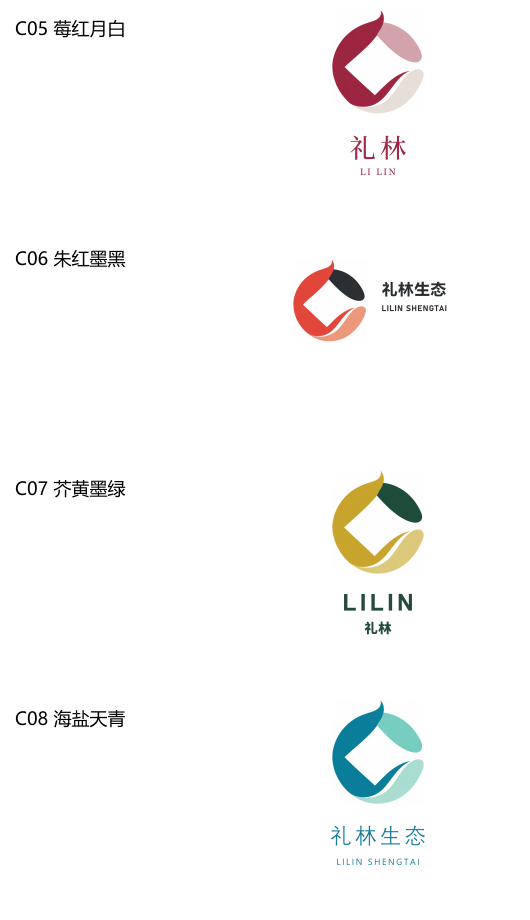 C05 莓红月白
礼林
LI LIN
C06 朱红墨黑
礼林生态
LILIN SHENGTAI
C07 芥黄墨绿
LILIN
礼林
C08 海盐天青
礼林生态
LILIN SHENGTAI